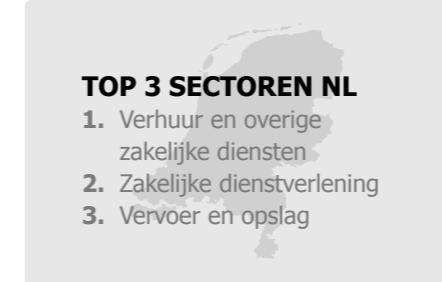 TOP 3 SECTOREN NL
1. Verhuur en overige
zakelijke diensten
2. Zakelijke dienstverlening
3. Vervoer en opslag